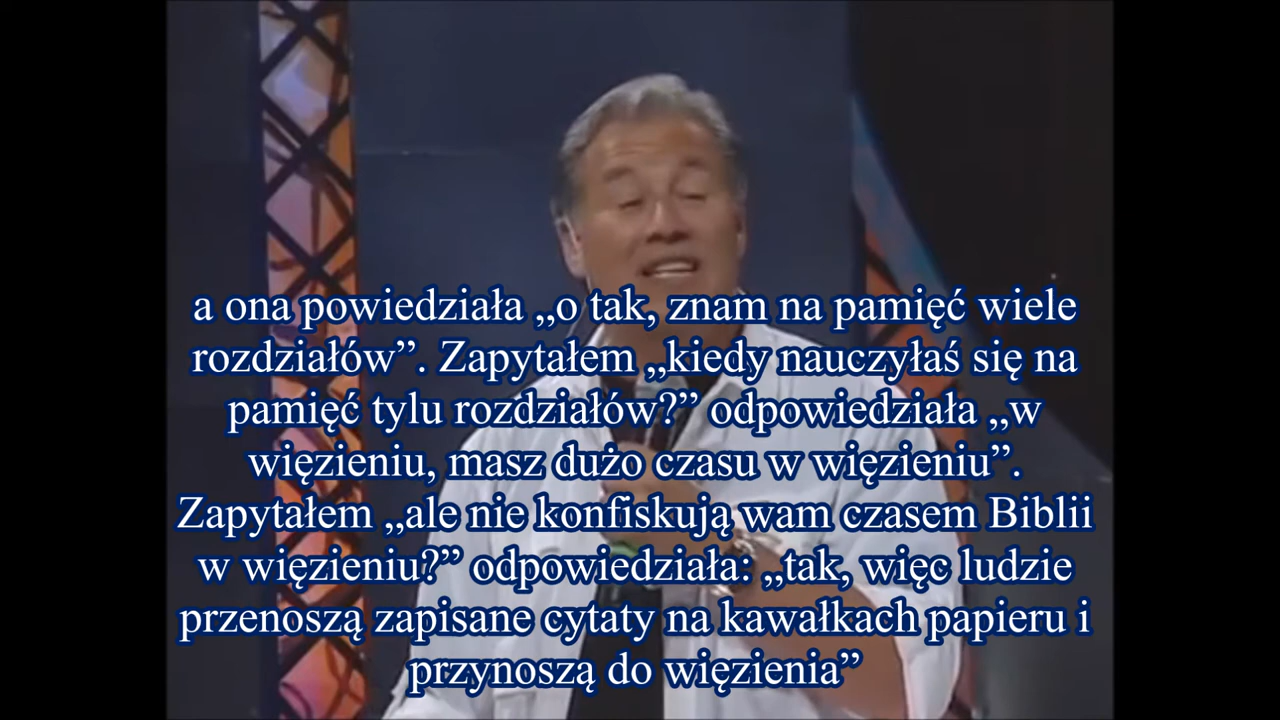 a ona powiedziała „o tak, znam na pamięć wiele
rozdziałów”. Zapytałem „kiedy nauczyłaś się na
pamięć tylu rozdziałów?” odpowiedziała „w
więzieniu, masz dużo czasu w więzieniu”.
Zapytałem „ale nie konfiskują wam czasem Biblii
w więzieniu?” odpowiedziała: „tak, więc ludzie
przenoszą zapisane cytaty na kawałkach papieru i
przynoszą do więzienia”